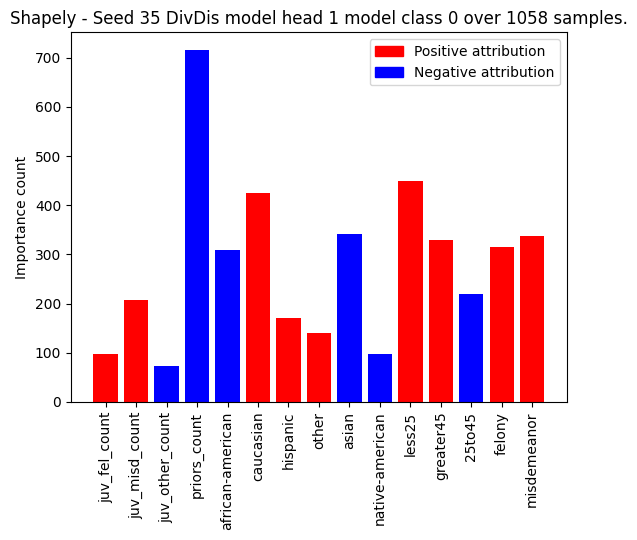 Shapely - Seed 35 DivDis model head 1 model class 0 over 1058 samples.
Positive attribution
Negative attribution
Importance count
700
600
500
400
300
200
100
0
juv_fel_count
juv_misd_count
juv_other_count
priors_count
african-american
caucasian
hispanic
other
asian
native-american
less25
greater45
25to45
felony
misdemeanor